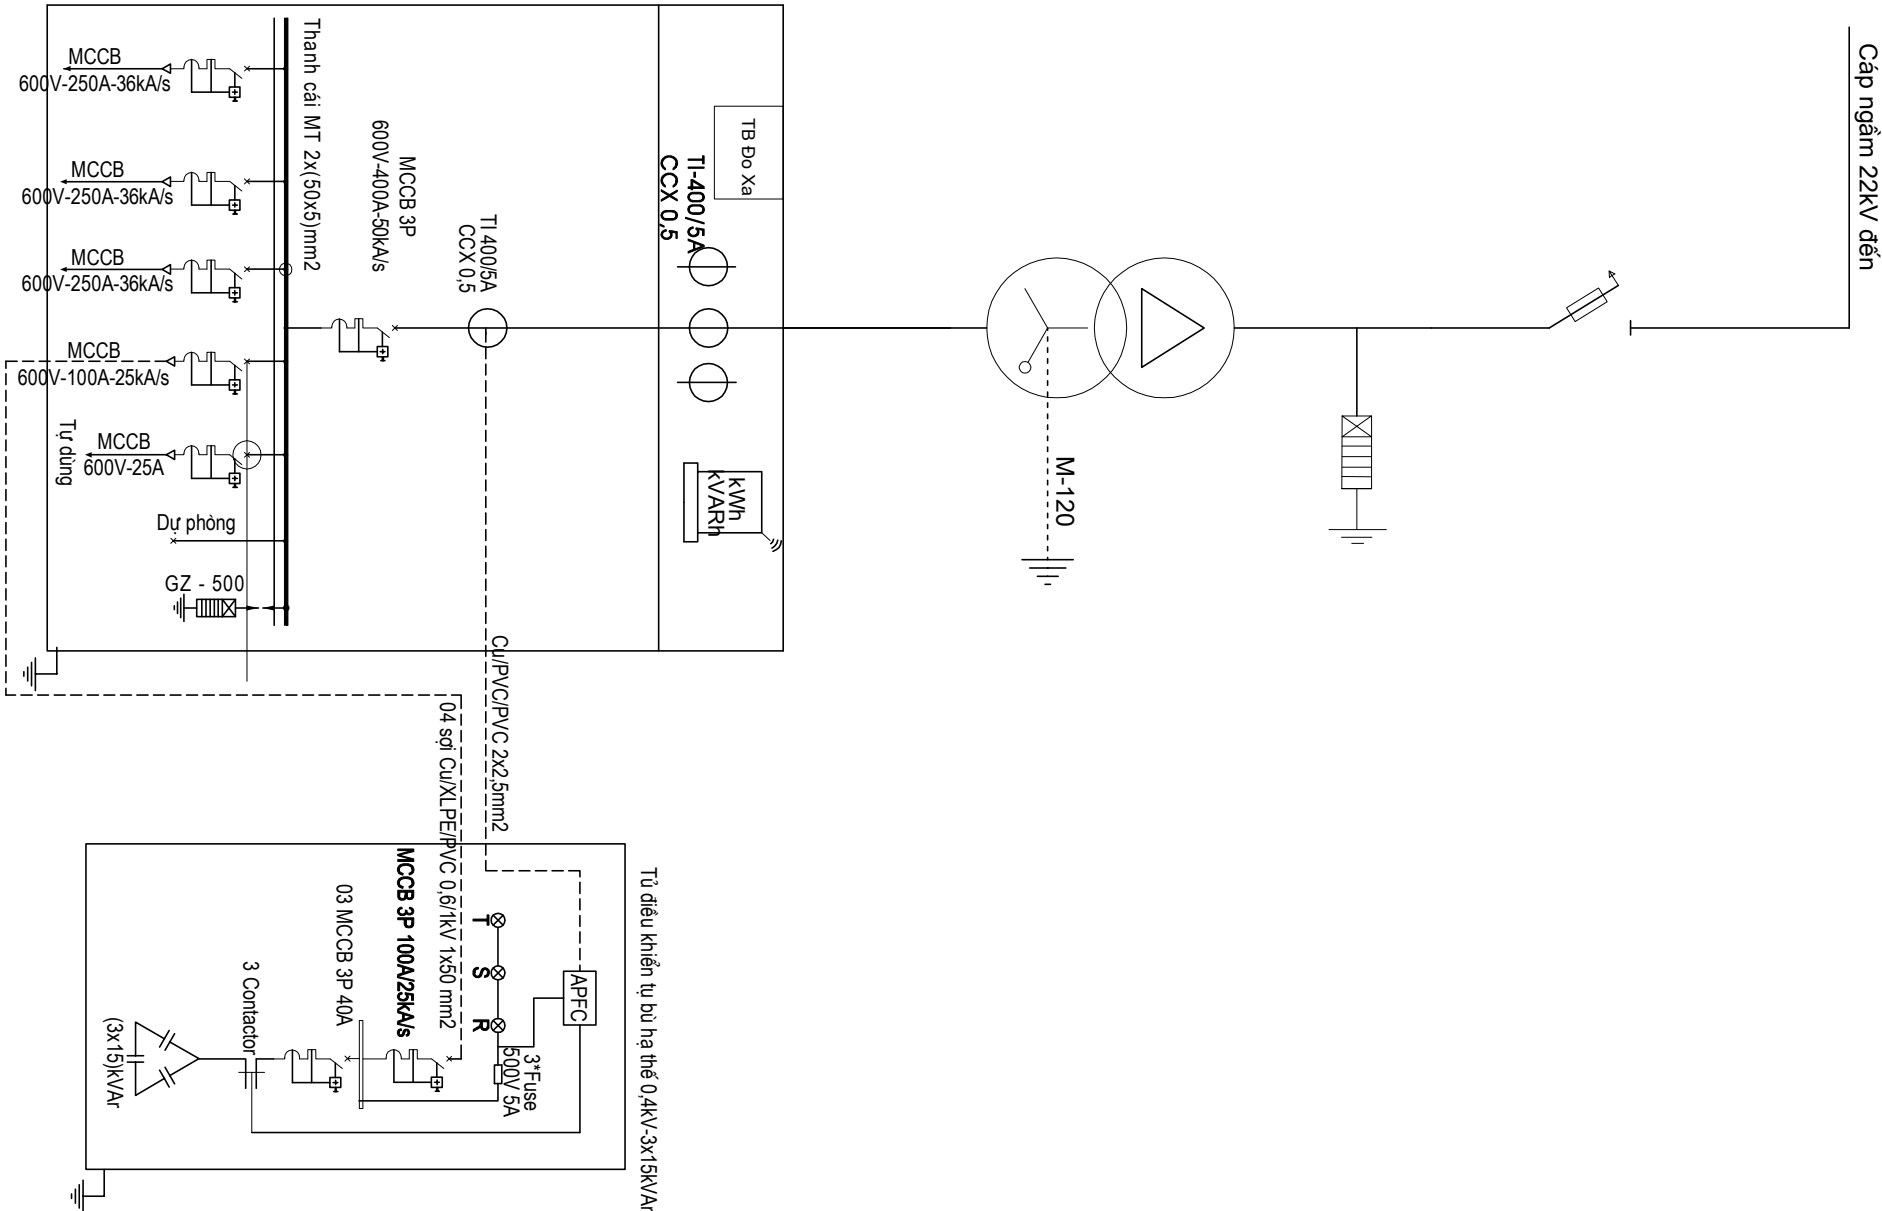 Cáp ngầm 22kV đến
M-120
TB Đo Xa
TI-400/5A
CCX 0,5
kWh
kVARh
TI 400/5A
CCX 0,5
MCCB 3P
600V-400A-50kA/s
Thanh cái MT 2x(50x5)mm2
MCCB
600V-250A-36kA/s
MCCB
600V-250A-36kA/s
MCCB
600V-250A-36kA/s
MCCB
600V-100A-25kA/s
MCCB
600V-25A
Tự dùng
Dự phòng
GZ - 500
Cu/PVC/PVC 2x2,5mm2
04 sợi Cu/XLPE/PVC 0,6/1kV 1x50 mm2
Tủ điều khiển tụ bù hạ thế 0,4kV-3x15kVAr
APFC
T
S
R
3*Fuse
500V 5A
MCCB 3P 100A/25kA/s
03 MCCB 3P 40A
3 Contactor
(3x15)kVAr